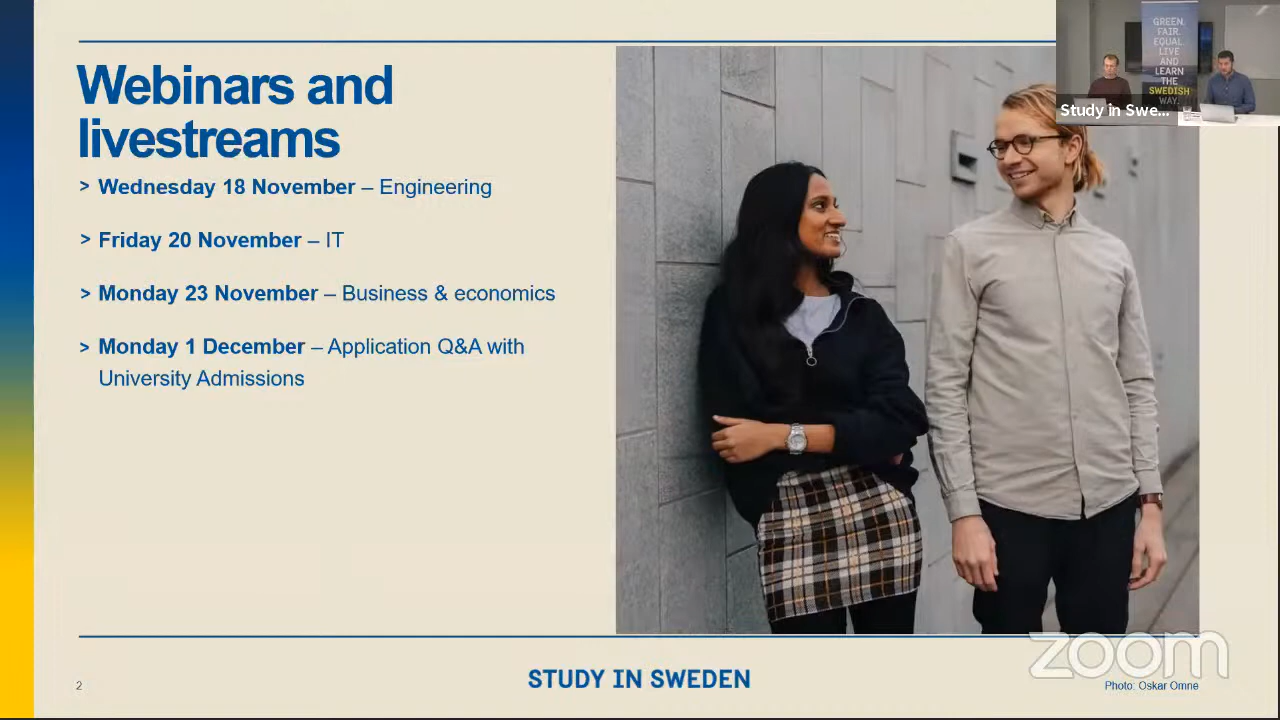 Webinars and
livestreams
> Wednesday 18 November – Engineering
> Friday 20 November – IT
> Monday 23 November – Business & economics
> Monday 1 December – Application Q&A with
University Admissions
GREEN.
FAIR.
EQUAL.
LIVE
AND
LEARN
THE
SWEDISH
WAY.
Study in Swe...
2
STUDY IN SWEDEN
zoom
Photo: Oskar Omne